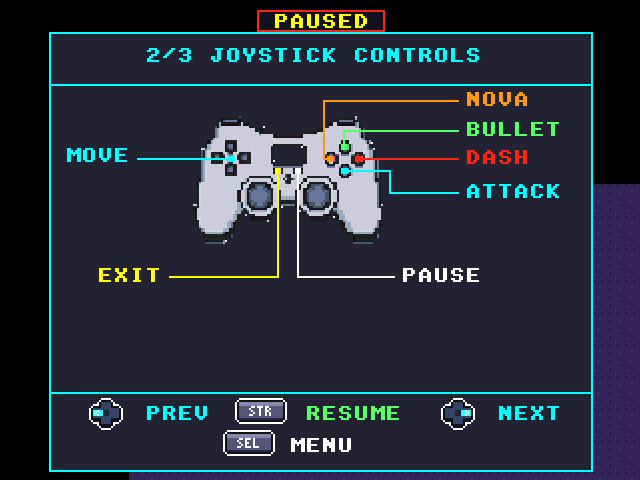 PAUSED
2/3 JOYSTICK CONTROLS
NOVA
BULLET
MOVE
DASH
ATTACK
EXIT
PAUSE
PREV
STR
RESUME
NEXT
SEL
MENU